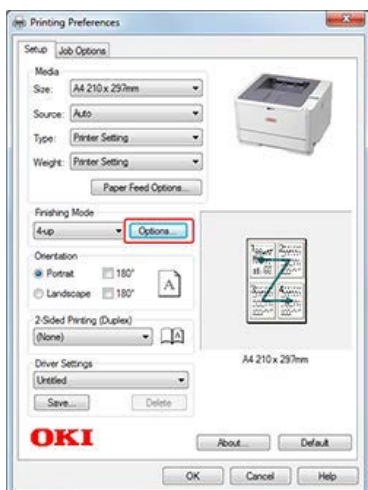 Printing Preferences
Setup Job Options
Media
Size: A4 210 x 297mm
Source: Auto
Type: Printer Setting
Weight: Printer Setting
Paper Feed Options...
Finishing Mode
4-up Options...
Orientation
Portrait 180°
Landscape 180°
A
2-Sided Printing (Duplex)
(None)
A4 210 x 297mm
Driver Settings
Untitled
Save... Delete
OKI
About... Default
OK Cancel Help